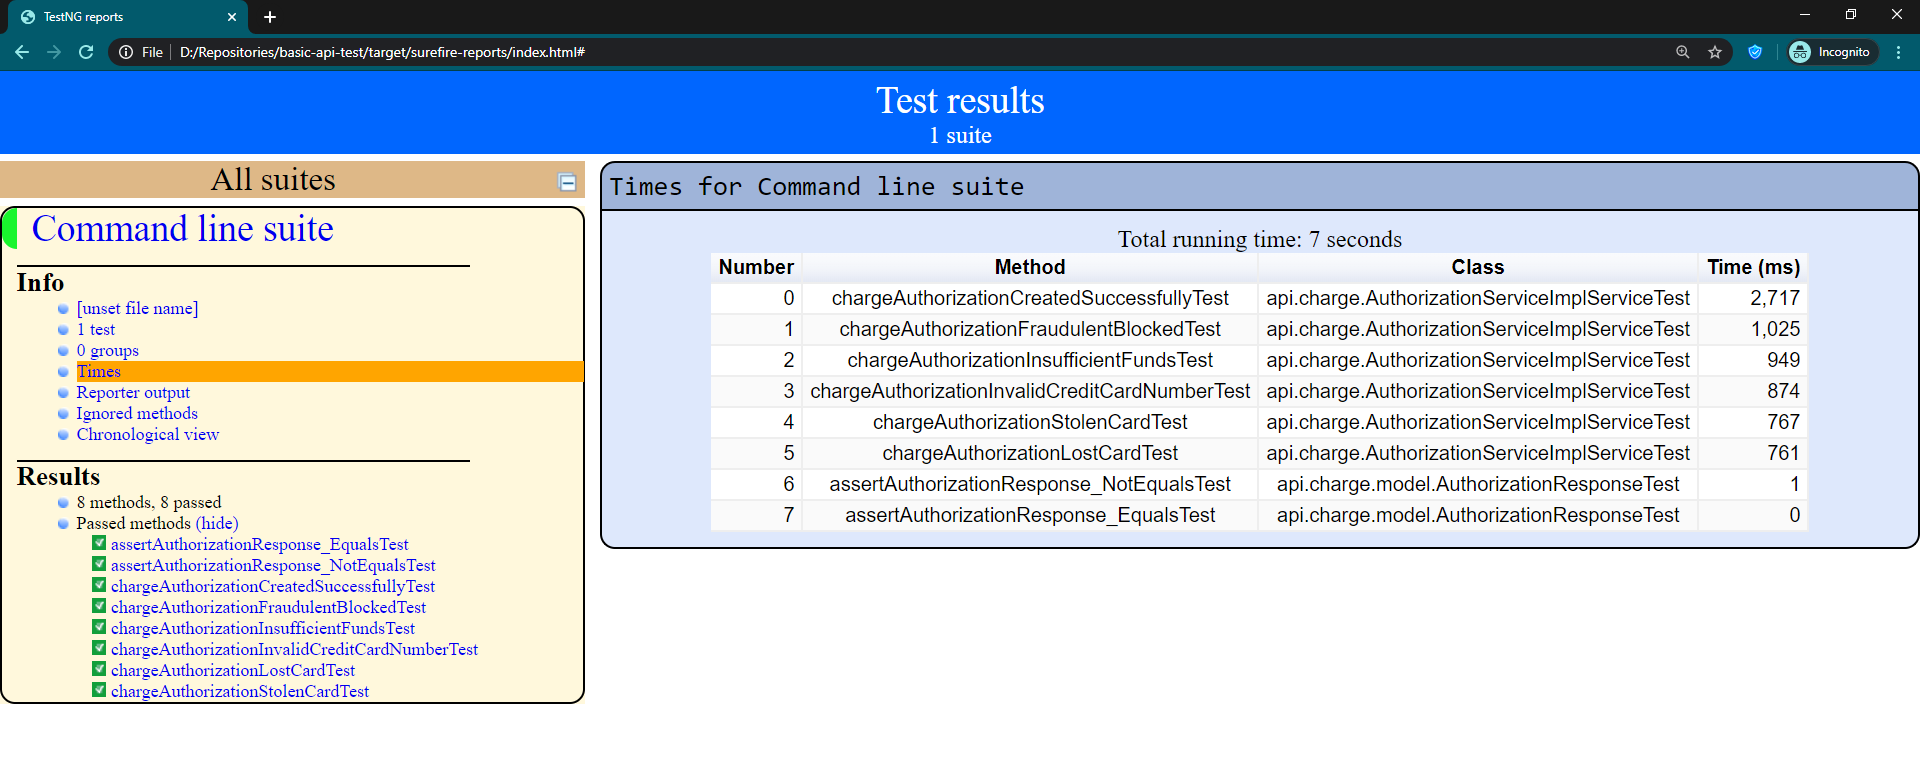 TestNG reports
File D:/Repositories/basic-api-test/target/surefire-reports/index.html#
Incognito
Test results
1 suite
All suites
Command line suite
Info
[unset file name]
1 test
0 groups
Times
Reporter output
Ignored methods
Chronological view
Results
8 methods, 8 passed
Passed methods (hide)
assertAuthorizationResponse_EqualsTest
assertAuthorizationResponse_NotEqualsTest
chargeAuthorizationCreatedSuccessfullyTest
chargeAuthorizationFraudulentBlockedTest
chargeAuthorizationInsufficientFundsTest
chargeAuthorizationInvalidCreditCardNumberTest
chargeAuthorizationLostCardTest
chargeAuthorizationStolenCardTest
Times for Command line suite
Total running time: 7 seconds
Number Method Class Time (ms)
0 chargeAuthorizationCreatedSuccessfullyTest api.charge.AuthorizationServiceImplServiceTest 2,717
1 chargeAuthorizationFraudulentBlockedTest api.charge.AuthorizationServiceImplServiceTest 1,025
2 chargeAuthorizationInsufficientFundsTest api.charge.AuthorizationServiceImplServiceTest 949
3 chargeAuthorizationInvalidCreditCardNumberTest api.charge.AuthorizationServiceImplServiceTest 874
4 chargeAuthorizationStolenCardTest api.charge.AuthorizationServiceImplServiceTest 767
5 chargeAuthorizationLostCardTest api.charge.AuthorizationServiceImplServiceTest 761
6 assertAuthorizationResponse_NotEqualsTest api.charge.model.AuthorizationResponseTest 1
7 assertAuthorizationResponse_EqualsTest api.charge.model.AuthorizationResponseTest 0